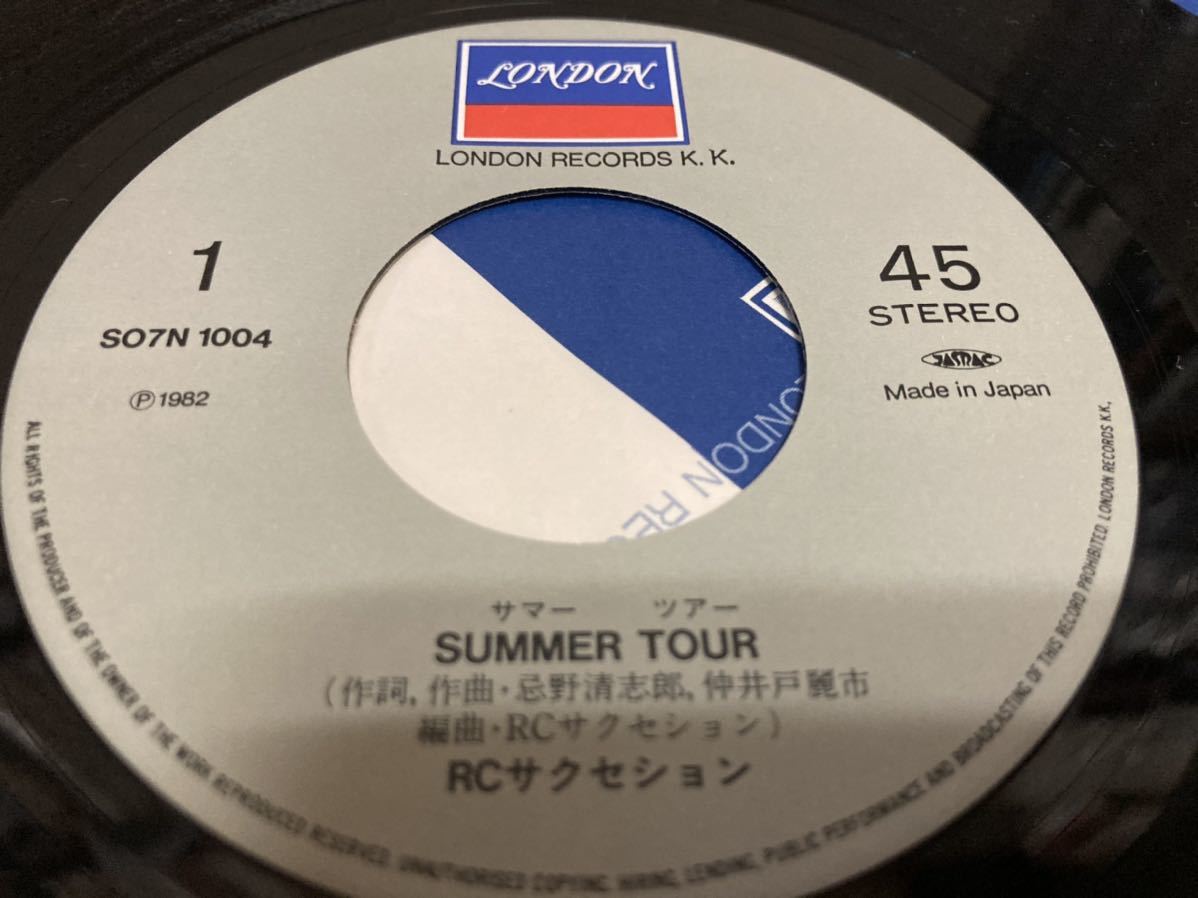 LONDON
LONDON RECORDS K.K.
1
SO7N 1004
Ⓟ1982
45
STEREO
JASRAC
Made in Japan
LONDON REC
サマー ツアー
SUMMER TOUR
(作詞,作曲・忌野清志郎,仲井戸麗市
編曲・RCサクセション)
RCサクセション
ALL RIGHTS OF THE PRODUCER AND OF THE OWNER OF THE WORK REPRODUCED RESERVED. UNAUTHORISED COPYING, HIRING, LENDING, PUBLIC PERFORMANCE AND BROADCASTING OF THIS RECORD PROHIBITED. LONDON RECORDS K.K.